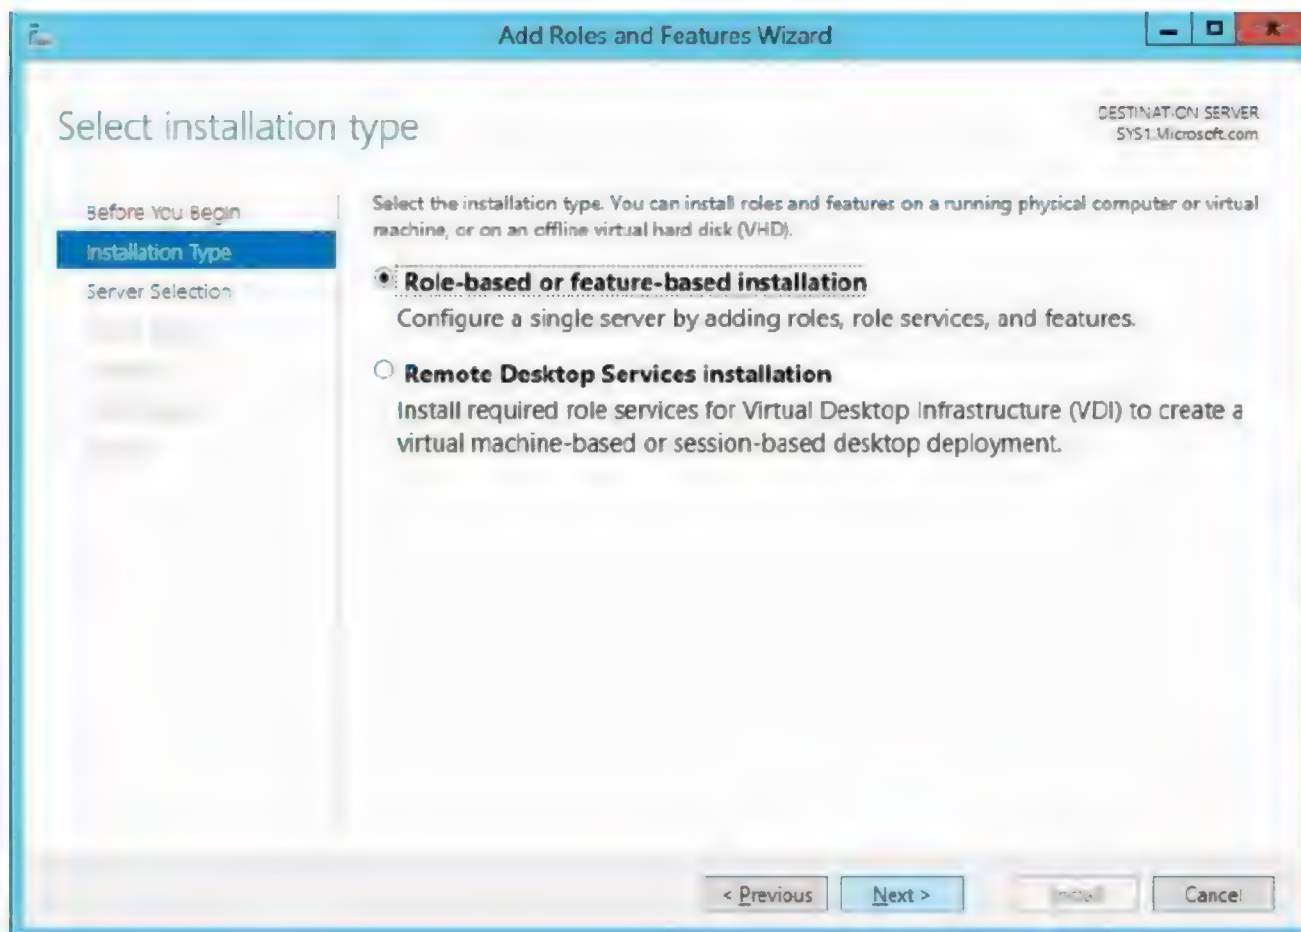 Add Roles and Features Wizard
Select installation type
DESTINATION SERVER
SYS1.Microsoft.com
Before You Begin
Installation Type
Server Selection
Select the installation type. You can install roles and features on a running physical computer or virtual
machine, or on an offline virtual hard disk (VHD).
Role-based or feature-based installation
Configure a single server by adding roles, role services, and features.
Remote Desktop Services installation
Install required role services for Virtual Desktop Infrastructure (VDI) to create a
virtual machine-based or session-based desktop deployment.
< Previous
Next >
Install
Cancel